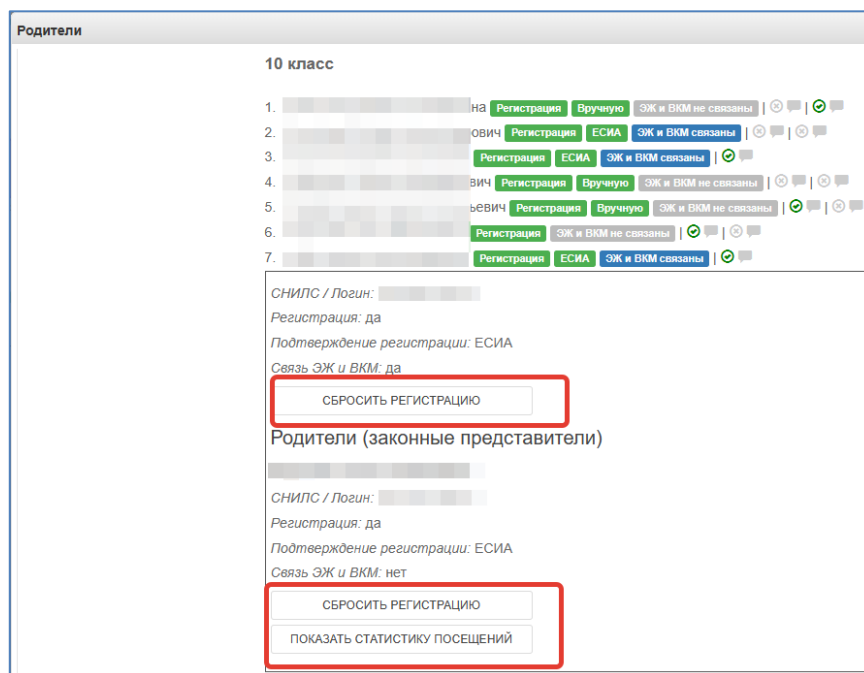 Родители
10 класс
1. на Регистрация Вручную ЭЖ и ВКМ не связаны | |
2. ович Регистрация ЕСИА ЭЖ и ВКМ связаны | |
3. Регистрация ЕСИА ЭЖ и ВКМ связаны |
4. вич Регистрация Вручную ЭЖ и ВКМ не связаны | |
5. ьевич Регистрация Вручную ЭЖ и ВКМ не связаны | |
6. Регистрация ЭЖ и ВКМ не связаны | |
7. Регистрация ЕСИА ЭЖ и ВКМ связаны |
СНИЛС / Логин:
Регистрация: да
Подтверждение регистрации: ЕСИА
Связь ЭЖ и ВКМ: да
СБРОСИТЬ РЕГИСТРАЦИЮ
Родители (законные представители)
СНИЛС / Логин:
Регистрация: да
Подтверждение регистрации: ЕСИА
Связь ЭЖ и ВКМ: нет
СБРОСИТЬ РЕГИСТРАЦИЮ
ПОКАЗАТЬ СТАТИСТИКУ ПОСЕЩЕНИЙ